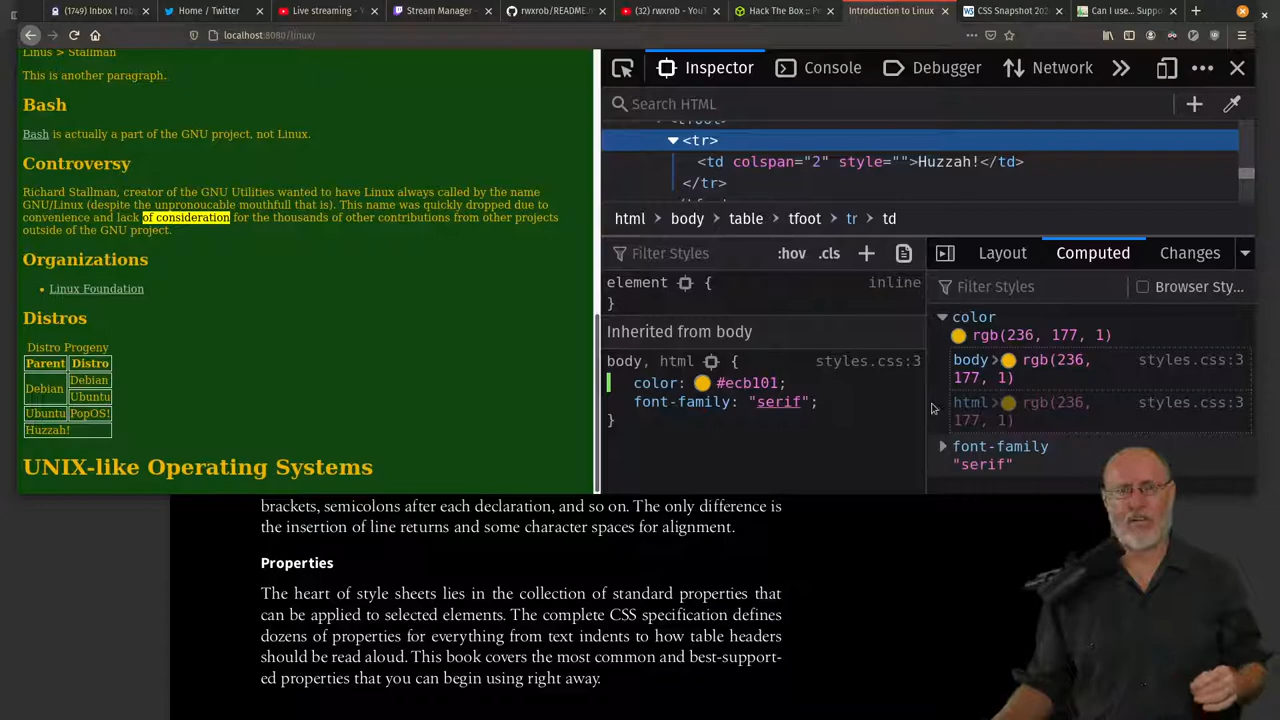 (1749) Inbox | rob
Home / Twitter
Live streaming - Y
Stream Manager -
rwxrob/README.m
(32) rwxrob - YouT
Hack The Box :: Pe
Introduction to Linux
CSS Snapshot 202
Can I use... Suppo
localhost:8080/linux/
Linus > Stallman
This is another paragraph.
Bash
Bash is actually a part of the GNU project, not Linux.
Controversy
Richard Stallman, creator of the GNU Utilities wanted to have Linux always called by the name
GNU/Linux (despite the unpronoucable mouthfull that is). This name was quickly dropped due to
convenience and lack of consideration for the thousands of other contributions from other projects
outside of the GNU project.
Organizations
• Linux Foundation
Distros
Distro Progeny
Parent Distro
Debian Debian
Ubuntu
Ubuntu PopOS!
Huzzah!
UNIX-like Operating Systems
Inspector
Console
Debugger
Network
Search HTML
<tr>
<td colspan="2" style="">Huzzah!</td>
</tr>
html > body > table > tfoot > tr > td
Filter Styles
:hov .cls
element {
inline
}
Inherited from body
body, html {
styles.css:3
color: #ecb101;
font-family: "serif";
}
Layout
Computed
Changes
Filter Styles
Browser Sty...
color
rgb(236, 177, 1)
body> rgb(236, styles.css:3
177, 1)
html> rgb(236, styles.css:3
177, 1)
font-family
"serif"
brackets, semicolons after each declaration, and so on. The only difference is
the insertion of line returns and some character spaces for alignment.
Properties
The heart of style sheets lies in the collection of standard properties that
can be applied to selected elements. The complete CSS specification defines
dozens of properties for everything from text indents to how table headers
should be read aloud. This book covers the most common and best-support-
ed properties that you can begin using right away.